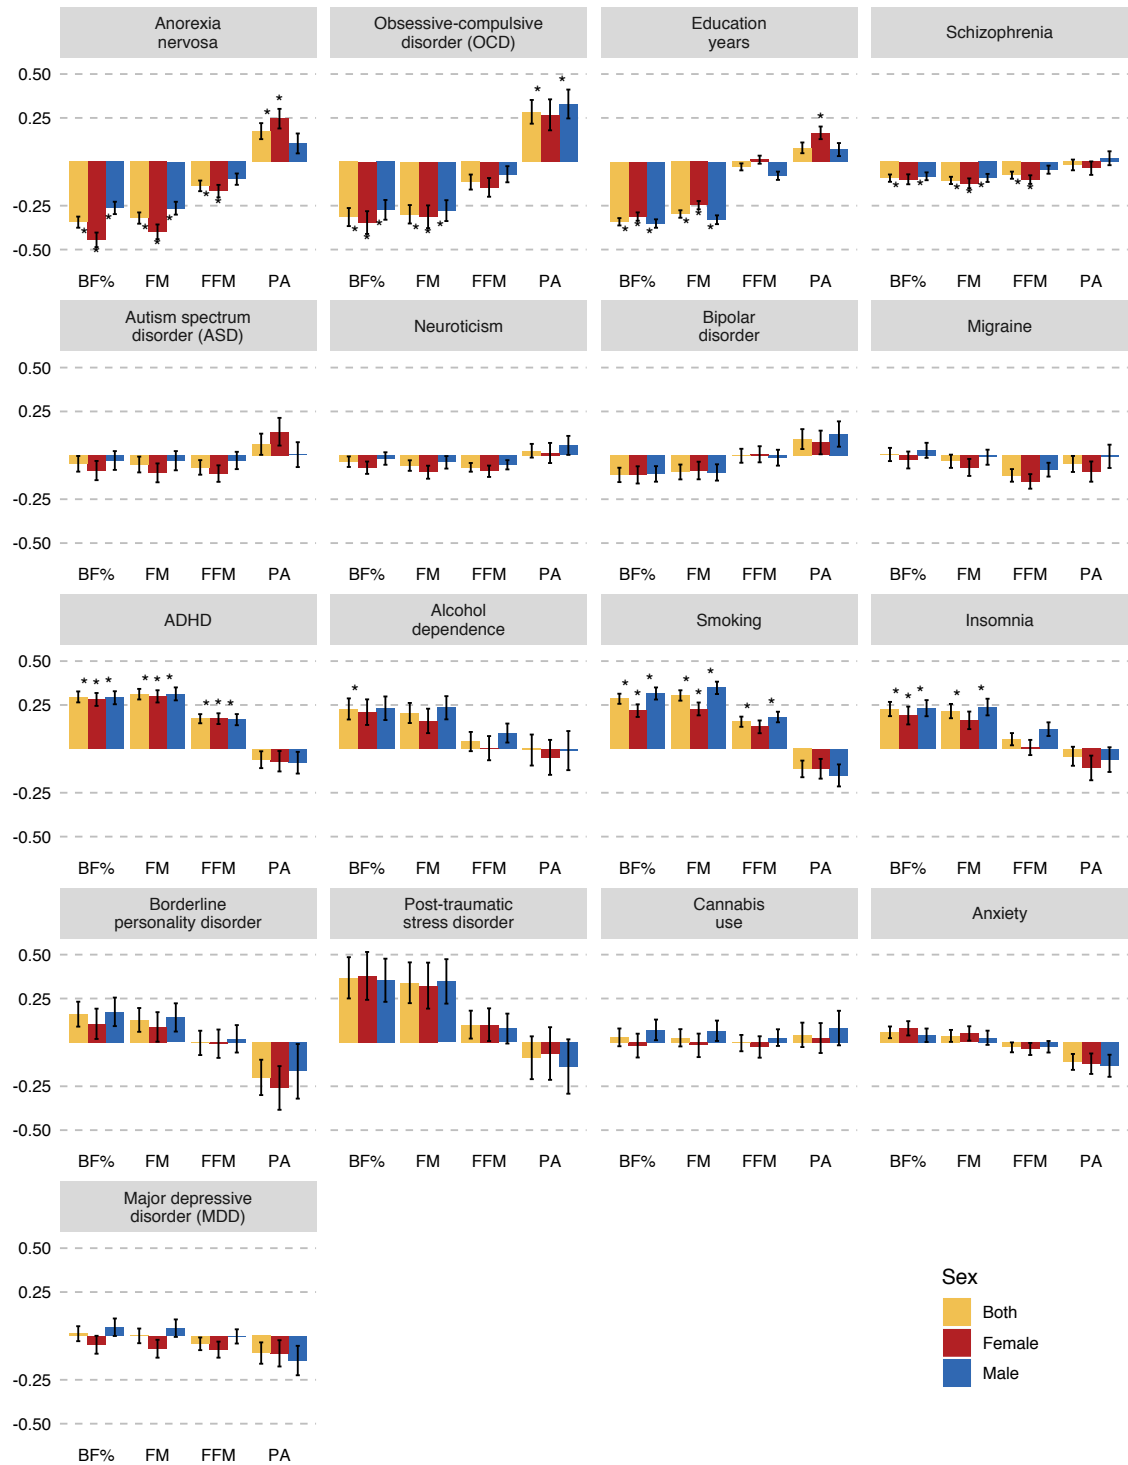 Anorexia
nervosa
Obsessive-compulsive
disorder (OCD)
Education
years
Schizophrenia
0.50
0.25
-0.25
-0.50
* * * * * * * * * *
* * * * * * * *
* * * * * * *
* * * * * * * *
BF% FM FFM PA
BF% FM FFM PA
BF% FM FFM PA
BF% FM FFM PA
Autism spectrum
disorder (ASD)
Neuroticism
Bipolar
disorder
Migraine
0.50
0.25
-0.25
-0.50
BF% FM FFM PA
BF% FM FFM PA
BF% FM FFM PA
BF% FM FFM PA
ADHD
Alcohol
dependence
Smoking
Insomnia
0.50
0.25
-0.25
-0.50
* * * * * * * * *
*
* * * * * * * *
* * * * *
BF% FM FFM PA
BF% FM FFM PA
BF% FM FFM PA
BF% FM FFM PA
Borderline
personality disorder
Post-traumatic
stress disorder
Cannabis
use
Anxiety
0.50
0.25
-0.25
-0.50
BF% FM FFM PA
BF% FM FFM PA
BF% FM FFM PA
BF% FM FFM PA
Major depressive
disorder (MDD)
0.50
0.25
-0.25
-0.50
BF% FM FFM PA
Sex
Both
Female
Male